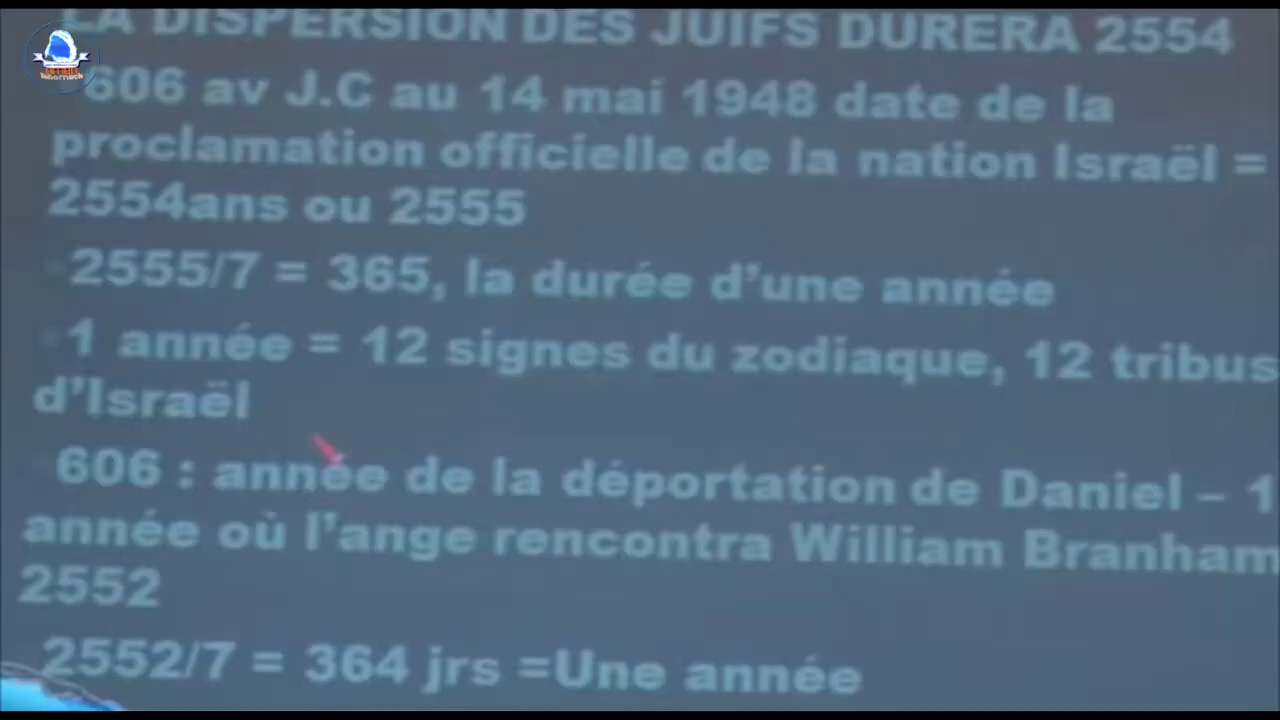 LA DISPERSION DES JUIFS DURERA 2554
606 av J.C au 14 mai 1948 date de la
proclamation officielle de la nation Israël =
2554ans ou 2555
2555/7 = 365, la durée d'une année
1 année = 12 signes du zodiaque, 12 tribus
d'Israël
606 : année de la déportation de Daniel – 1
année où l'ange rencontra William Branham
2552
2552/7 = 364 jrs =Une année